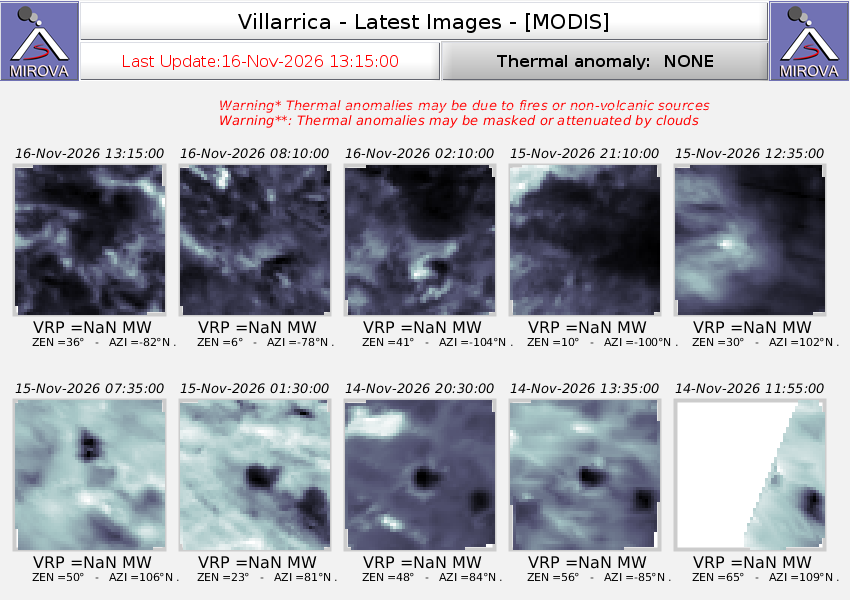 Villarrica - Latest Images - [MODIS]
MIROVA
Last Update:16-Nov-2026 13:15:00
Thermal anomaly: NONE
MIROVA
Warning* Thermal anomalies may be due to fires or non-volcanic sources
Warning**: Thermal anomalies may be masked or attenuated by clouds
16-Nov-2026 13:15:00 16-Nov-2026 08:10:00 16-Nov-2026 02:10:00 15-Nov-2026 21:10:00 15-Nov-2026 12:35:00
VRP =NaN MW VRP =NaN MW VRP =NaN MW VRP =NaN MW VRP =NaN MW
ZEN =36° - AZI =-82°N . ZEN =6° - AZI =-78°N . ZEN =41° - AZI =-104°N . ZEN =10° - AZI =-100°N . ZEN =30° - AZI =102°N .
15-Nov-2026 07:35:00 15-Nov-2026 01:30:00 14-Nov-2026 20:30:00 14-Nov-2026 13:35:00 14-Nov-2026 11:55:00
VRP =NaN MW VRP =NaN MW VRP =NaN MW VRP =NaN MW VRP =NaN MW
ZEN =50° - AZI =106°N . ZEN =23° - AZI =81°N . ZEN =48° - AZI =84°N . ZEN =56° - AZI =-85°N . ZEN =65° - AZI =109°N .